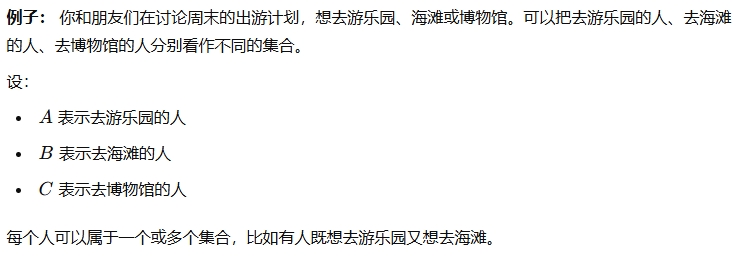 例子： 你和朋友们在讨论周末的出游计划，想去游乐园、海滩或博物馆。可以把去游乐园的人、去海滩
的人、去博物馆的人分别看作不同的集合。
设：
• A 表示去游乐园的人
• B 表示去海滩的人
• C 表示去博物馆的人
每个人可以属于一个或多个集合，比如有人既想去游乐园又想去海滩。